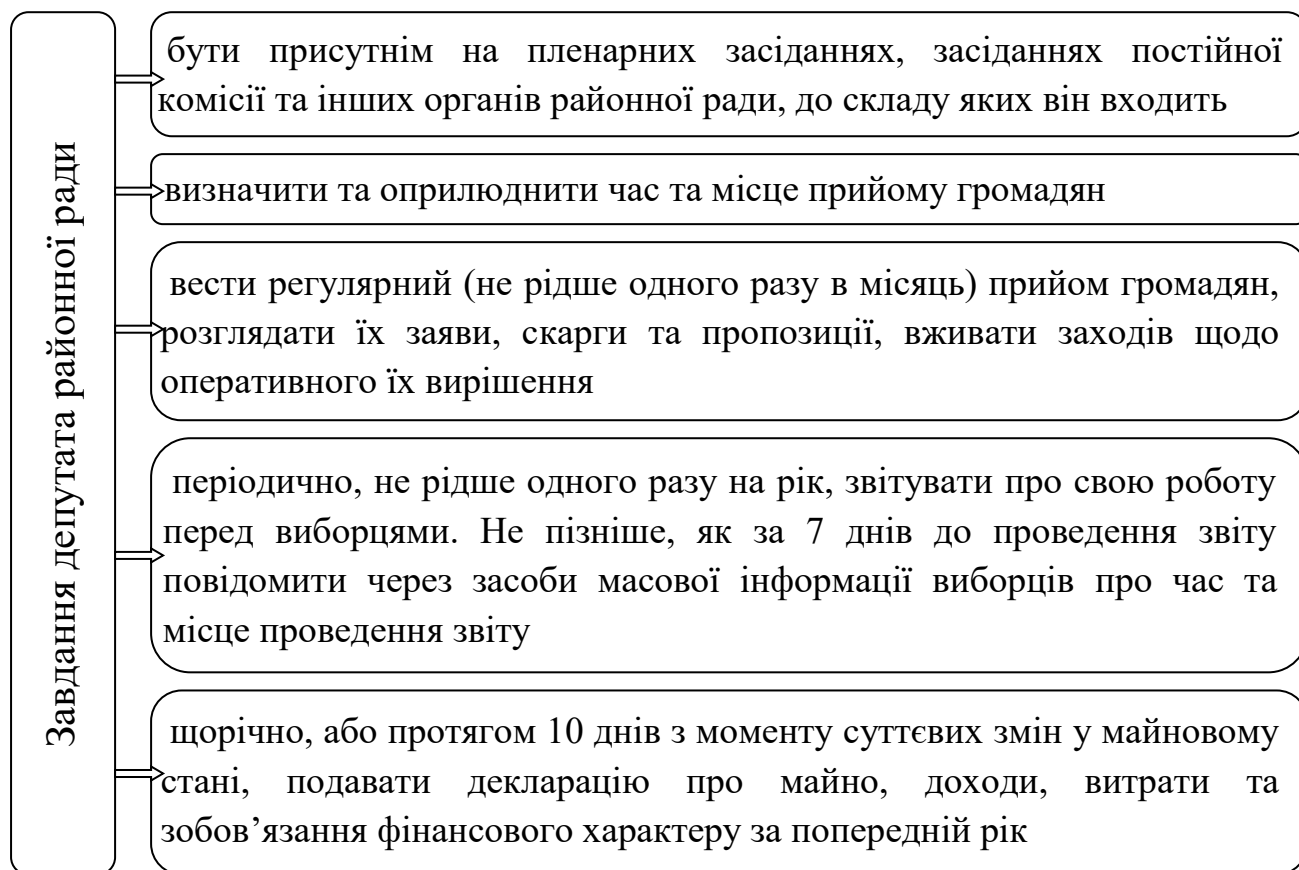 Завдання депутата районної ради
бути присутнім на пленарних засіданнях, засіданнях постійної
комісії та інших органів районної ради, до складу яких він входить
визначити та оприлюднити час та місце прийому громадян
вести регулярний (не рідше одного разу в місяць) прийом громадян,
розглядати їх заяви, скарги та пропозиції, вживати заходів щодо
оперативного їх вирішення
періодично, не рідше одного разу на рік, звітувати про свою роботу
перед виборцями. Не пізніше, як за 7 днів до проведення звіту
повідомити через засоби масової інформації виборців про час та
місце проведення звіту
щорічно, або протягом 10 днів з моменту суттєвих змін у майновому
стані, подавати декларацію про майно, доходи, витрати та
зобов’язання фінансового характеру за попередній рік